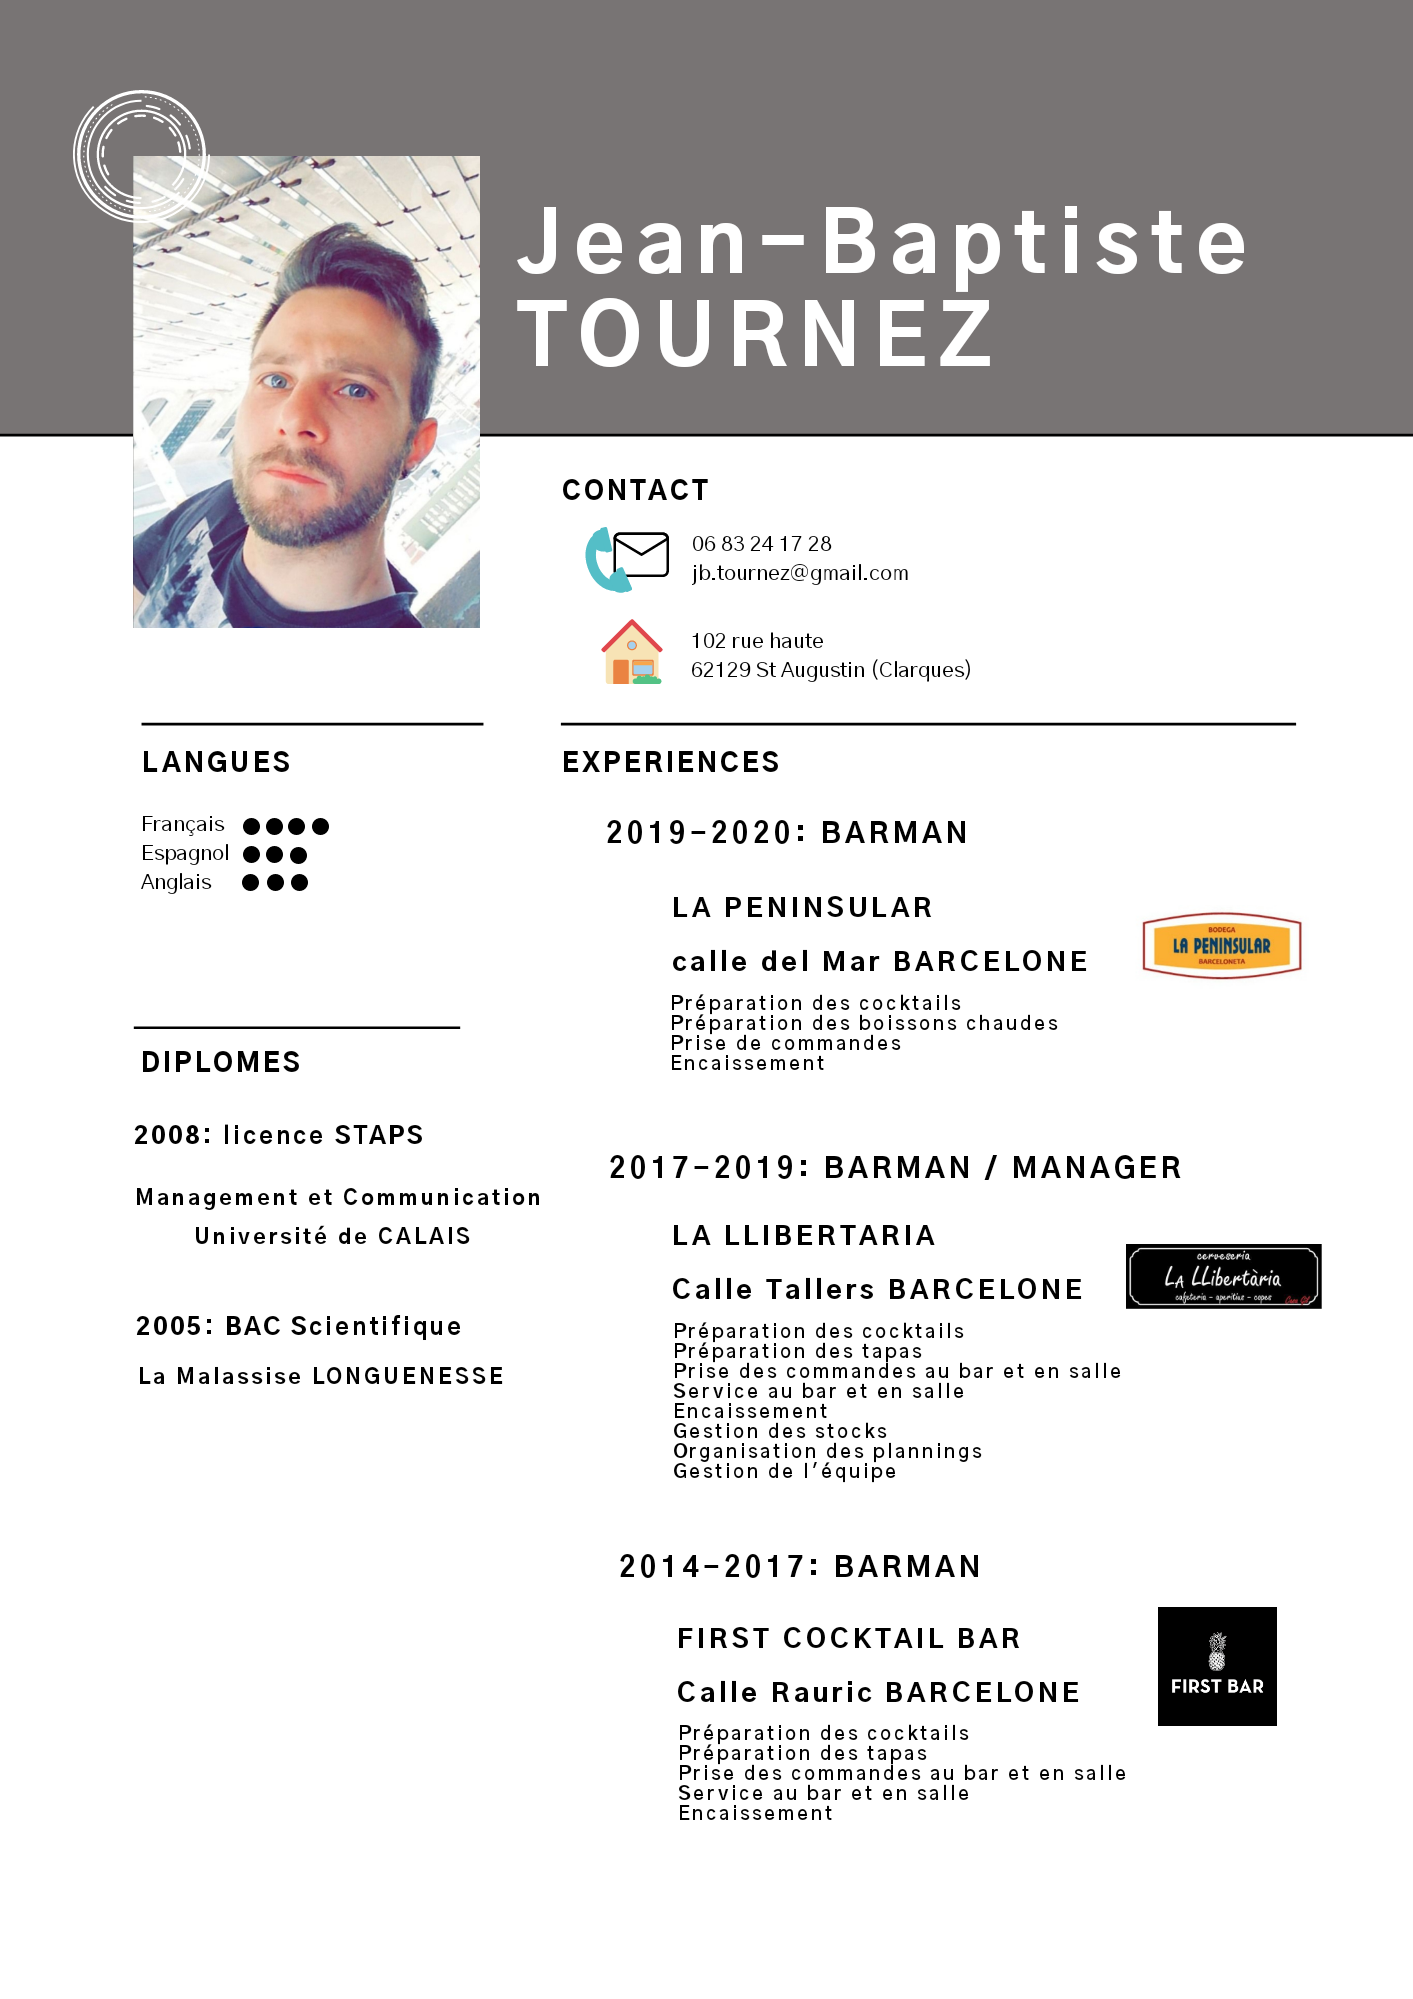 Jean-Baptiste
TOURNEZ
CONTACT
06 83 24 17 28
jb.tournez@gmail.com
102 rue haute
62129 St Augustin (Clarques)
LANGUES
Français
Espagnol
Anglais
DIPLOMES
2008: licence STAPS
Management et Communication
Université de CALAIS
2005: BAC Scientifique
La Malassise LONGUENESSE
EXPERIENCES
2019-2020: BARMAN
LA PENINSULAR
calle del Mar BARCELONE
BODEGA
LA PENINSULAR
BARCELONETA
Préparation des cocktails
Préparation des boissons chaudes
Prise de commandes
Encaissement
2017-2019: BARMAN / MANAGER
LA LLIBERTARIA
Calle Tallers BARCELONE
cerveseria
LA LLibertària
cafeteria - aperitius - copes
Préparation des cocktails
Préparation des tapas
Prise des commandes au bar et en salle
Service au bar et en salle
Encaissement
Gestion des stocks
Organisation des plannings
Gestion de l'équipe
2014-2017: BARMAN
FIRST COCKTAIL BAR
Calle Rauric BARCELONE
FIRST BAR
Préparation des cocktails
Préparation des tapas
Prise des commandes au bar et en salle
Service au bar et en salle
Encaissement